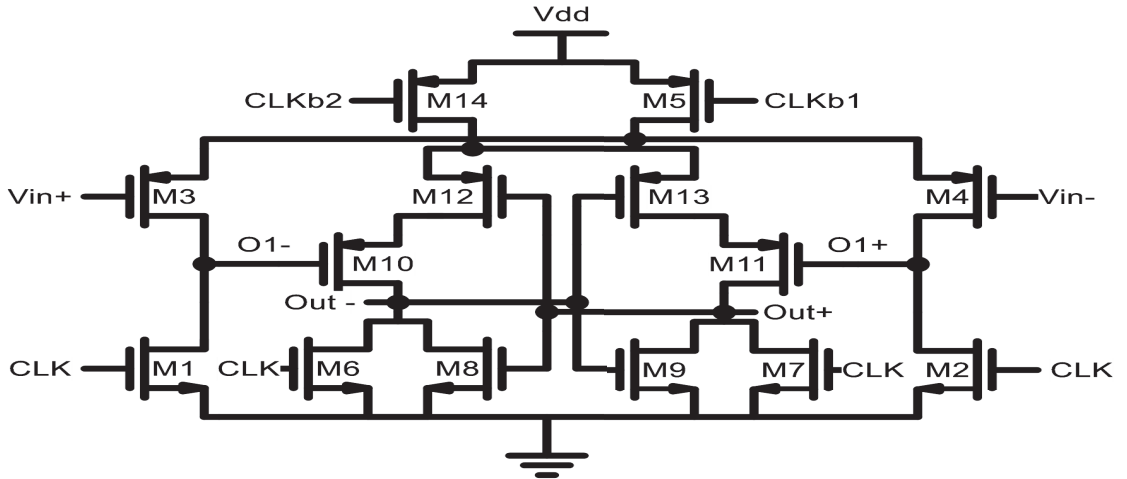 Vdd
CLKb2 M14 M5 CLKb1
Vin+ M3 M12 M13 M4 Vin-
O1- M10 M11 O1+
Out - Out+
CLK M1 CLK M6 M8 M9 M7 CLK M2 CLK